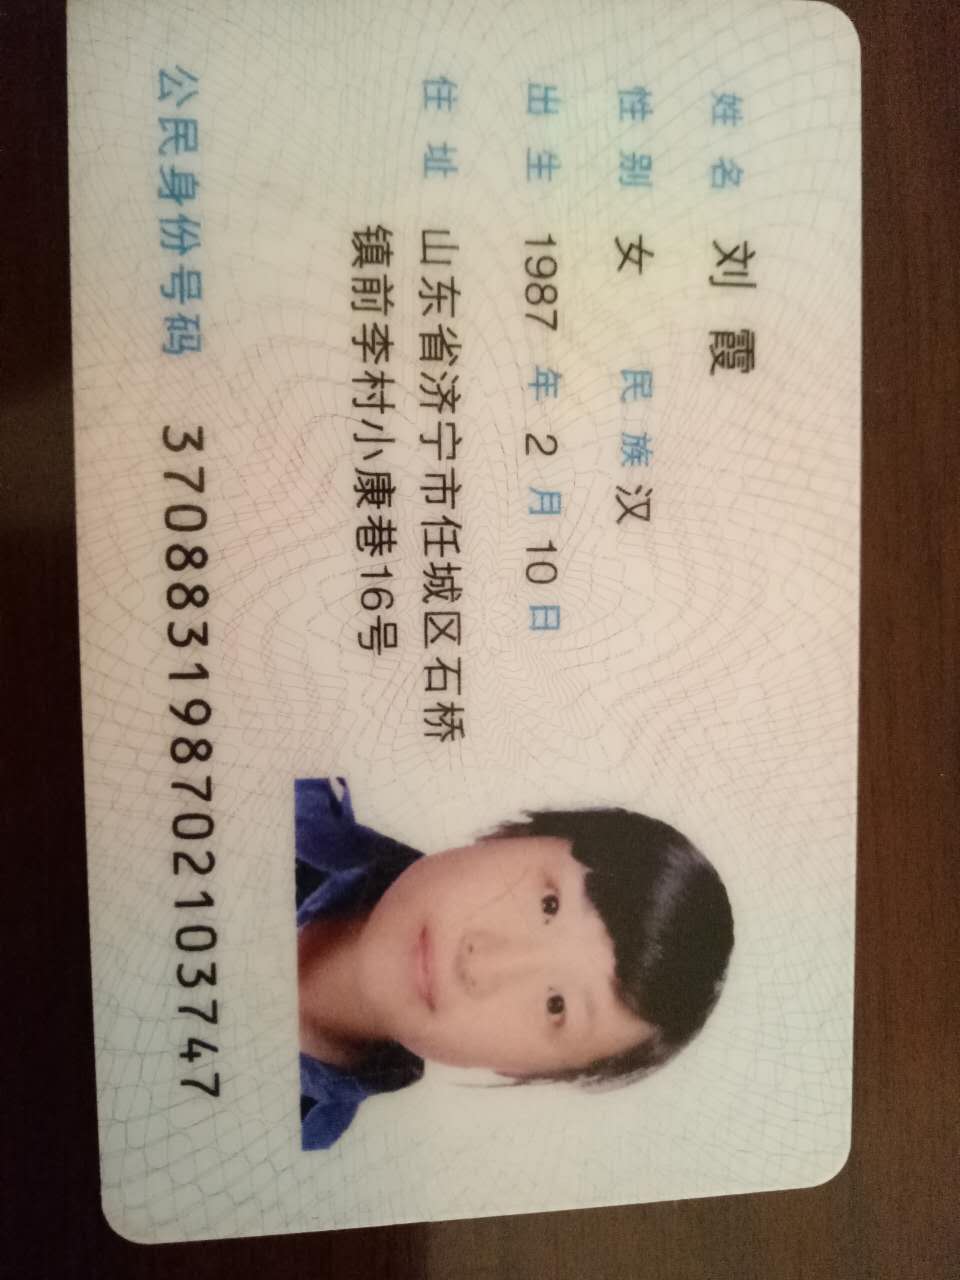 姓名 刘霞
性别 女 民族 汉
出生 1987 年 2 月 10 日
住址 山东省济宁市任城区石桥
镇前李村小康巷16号
公民身份号码 370883198702103747